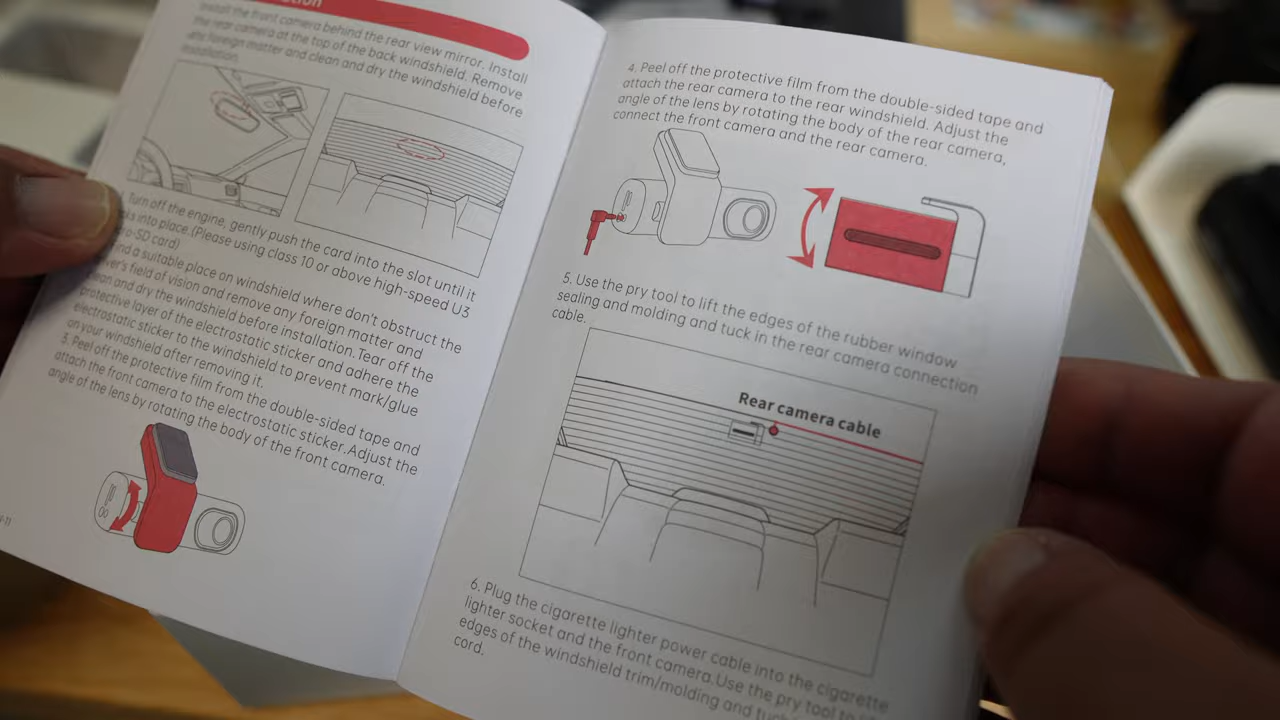 Install the front camera behind the rear view mirror. Install
the rear camera at the top of the back windshield. Remove
any foreign matter and clean and dry the windshield before
installation.
Turn off the engine, gently push the card into the slot until it
into place.(Please using class 10 or above high-speed U3
SD card)
a suitable place on windshield where don't obstruct the
field of vision and remove any foreign matter and
and dry the windshield before installation. Tear off the
protective layer of the electrostatic sticker and adhere the
electrostatic sticker to the windshield to prevent mark/glue
on your windshield after removing it.
3. Peel off the protective film from the double-sided tape and
attach the front camera to the electrostatic sticker.Adjust the
angle of the lens by rotating the body of the front camera.
4. Peel off the protective film from the double-sided tape and
attach the rear camera to the rear windshield. Adjust the
angle of the lens by rotating the body of the rear camera,
connect the front camera and the rear camera.
5. Use the pry tool to lift the edges of the rubber window
sealing and molding and tuck in the rear camera connection
cable.
Rear camera cable
6. Plug the cigarette lighter power cable into the cigarette
lighter socket and the front camera.Use the pry tool to
edges of the windshield trim/molding and
cord.